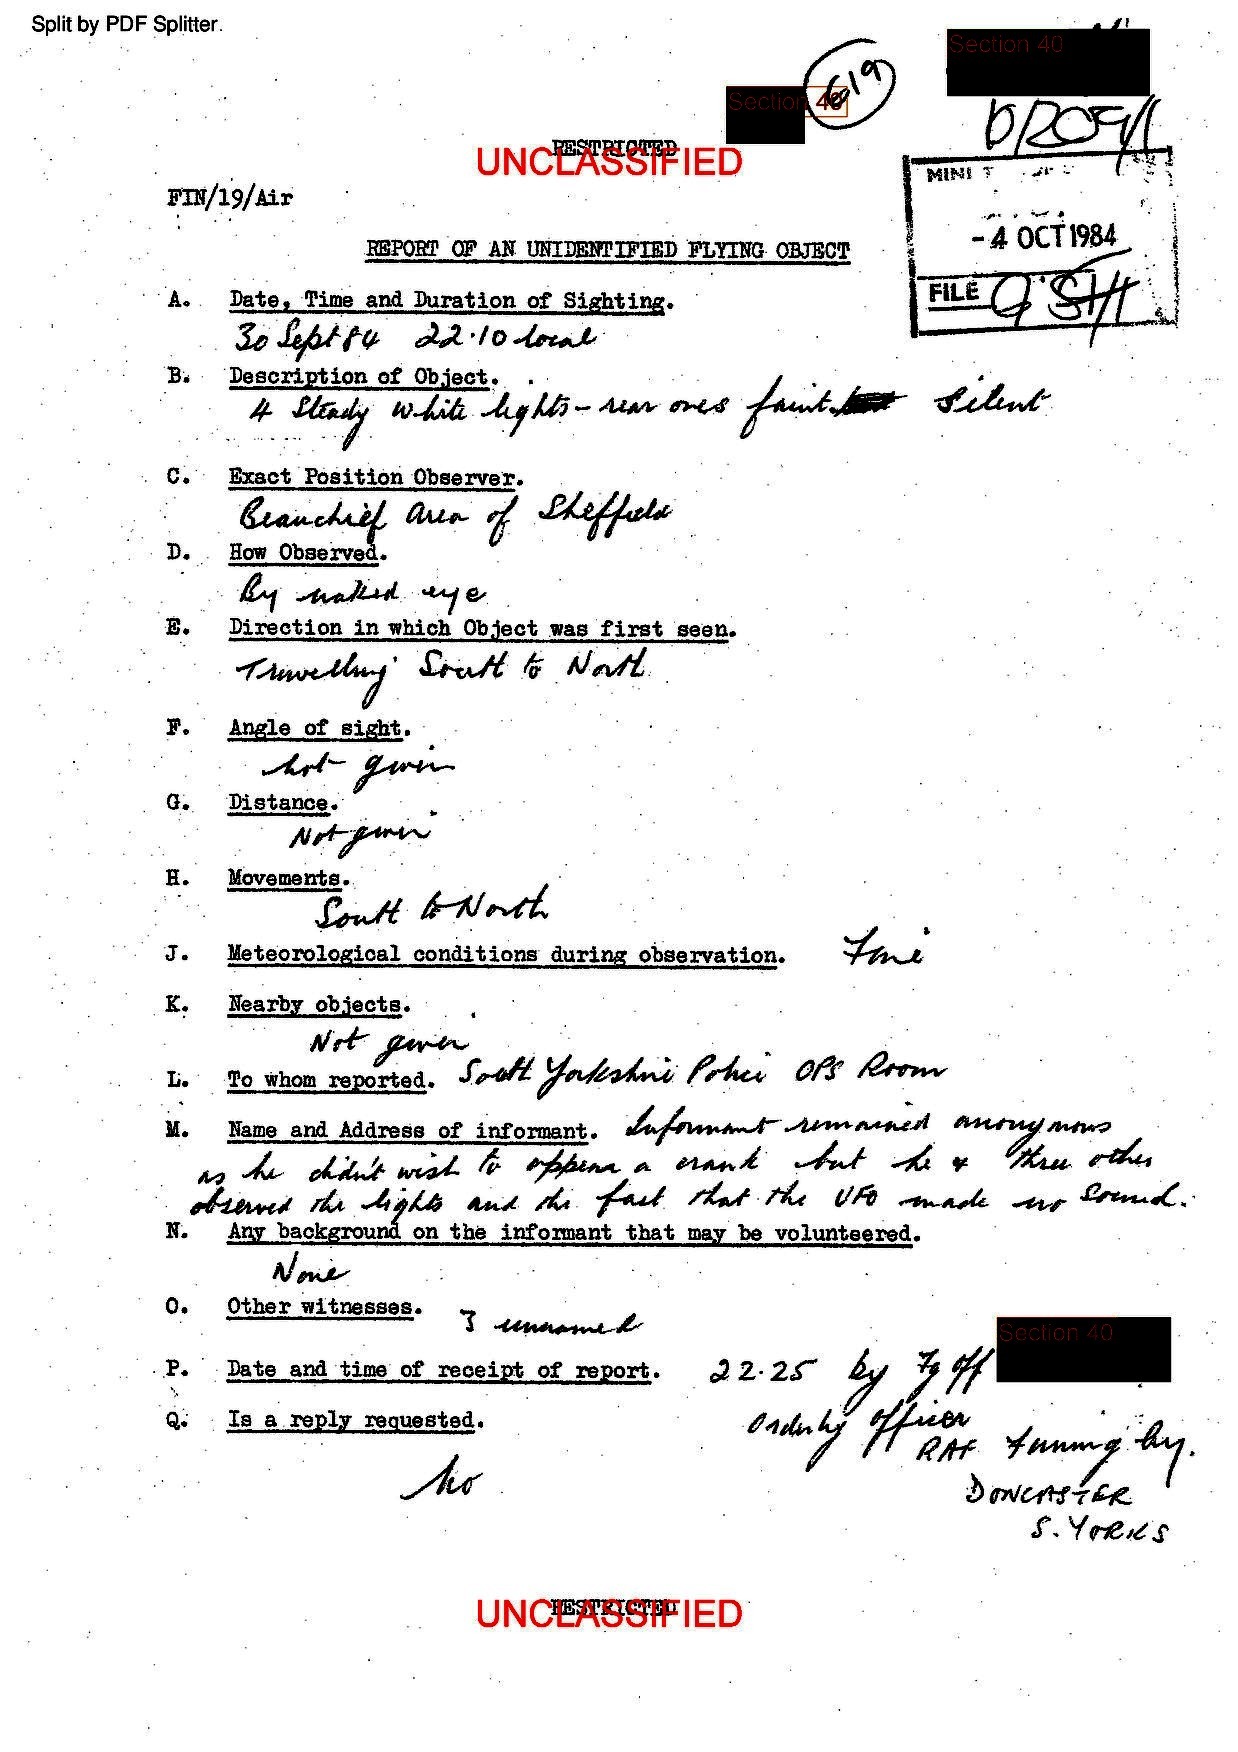 Split by PDF Splitter.
Section 40
Section 40
619
RESTRICTED
UNCLASSIFIED
FIN/19/Air
MINI
- 4 OCT 1984
FILE
REPORT OF AN UNIDENTIFIED FLYING OBJECT
A. Date, Time and Duration of Sighting.
30 Sept 84 22.10 local
B. Description of Object.
4 Steady white lights - rear ones faint. Silent
C. Exact Position Observer.
Beauchief Area of Sheffield
D. How Observed.
By naked eye
E. Direction in which Object was first seen.
Travelling South to North
F. Angle of sight.
Not given
G. Distance.
Not given
H. Movements.
South to North
J. Meteorological conditions during observation. Fine
K. Nearby objects.
Not given
L. To whom reported. South Yorkshire Police OPS Room
M. Name and Address of informant. Informant remained anonymous
as he didn't wish to appear a crank but he & three other
observed the lights and the fact that the UFO made no sound.
N. Any background on the informant that may be volunteered.
None
O. Other witnesses. 3 unnamed
Section 40
P. Date and time of receipt of report. 22.25 by Fg Off
Q. Is a reply requested. Orderly Officer
RAF Finningley.
No
DONCASTER
S. YORKS
RESTRICTED
UNCLASSIFIED